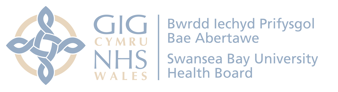 GIG
CYMRU
NHS
WALES
Bwrdd Iechyd Prifysgol
Bae Abertawe
Swansea Bay University
Health Board